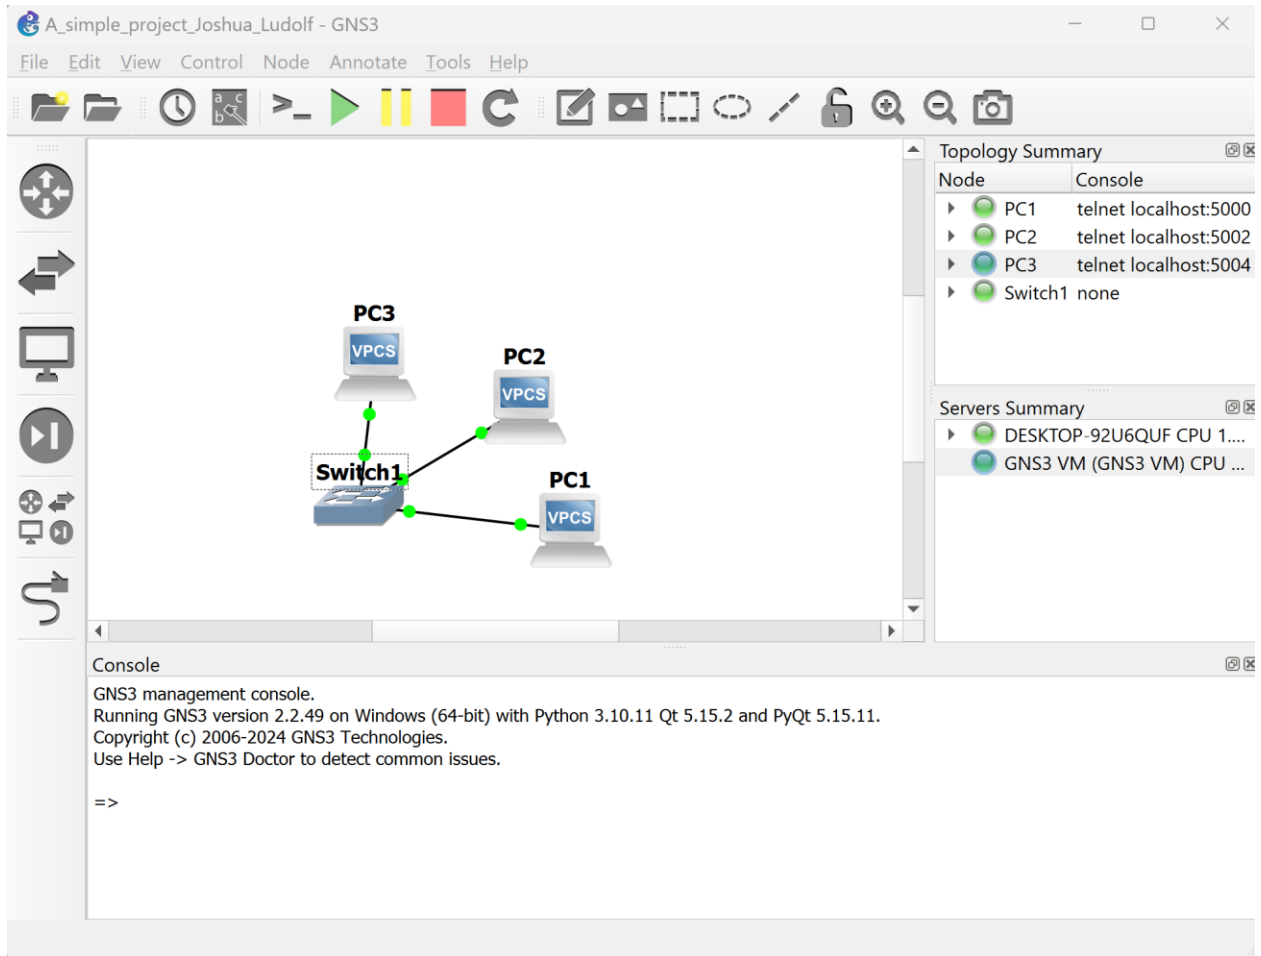 A_simple_project_Joshua_Ludolf - GNS3
File Edit View Control Node Annotate Tools Help
a c
b
>_
Topology Summary
Node Console
PC1 telnet localhost:5000
PC2 telnet localhost:5002
PC3 telnet localhost:5004
Switch1 none
PC3
VPCS
PC2
VPCS
Switch1
PC1
VPCS
Servers Summary
DESKTOP-92U6QUF CPU 1....
GNS3 VM (GNS3 VM) CPU ...
Console
GNS3 management console.
Running GNS3 version 2.2.49 on Windows (64-bit) with Python 3.10.11 Qt 5.15.2 and PyQt 5.15.11.
Copyright (c) 2006-2024 GNS3 Technologies.
Use Help -> GNS3 Doctor to detect common issues.
=>